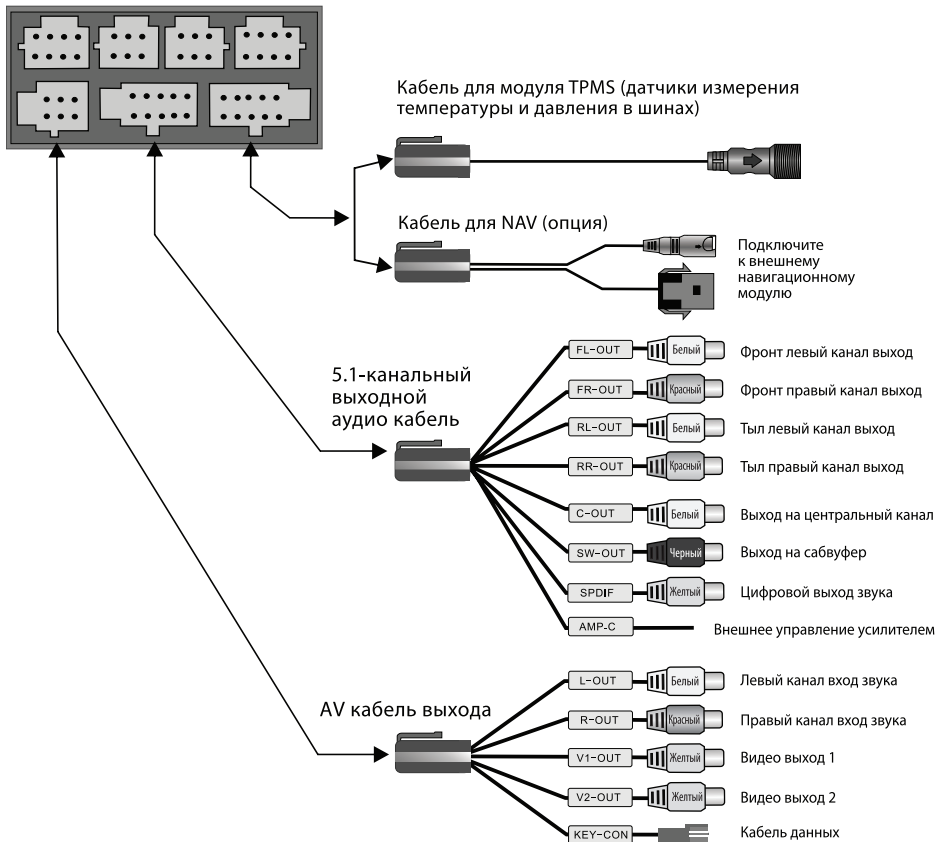 Кабель для модуля TPMS (датчики измерения
температуры и давления в шинах)
Кабель для NAV (опция)
Подключите
к внешнему
навигационному
модулю
5.1-канальный
выходной
аудио кабель
FL-OUT Белый Фронт левый канал выход
FR-OUT Красный Фронт правый канал выход
RL-OUT Белый Тыл левый канал выход
RR-OUT Красный Тыл правый канал выход
C-OUT Белый Выход на центральный канал
SW-OUT Черный Выход на сабвуфер
SPDIF Желтый Цифровой выход звука
AMP-C Внешнее управление усилителем
AV кабель выхода
L-OUT Белый Левый канал вход звука
R-OUT Красный Правый канал вход звука
V1-OUT Желтый Видео выход 1
V2-OUT Желтый Видео выход 2
KEY-CON Кабель данных